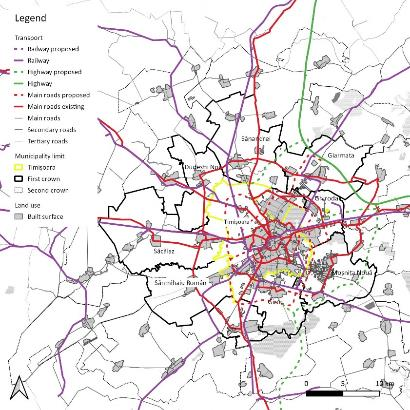 Legend
Transport
Railway proposed
Railway
Highway proposed
Highway
Main roads proposed
Main roads existing
Main roads
Secondary roads
Tertiary roads
Municipality limit
Timișoara
First crown
Second crown
Land use
Built surface
Sânandrei
Giarmata
Dudeștii Noi
Ghiroda
Timișoara
Săcălaz
Moșnița Nouă
Sânmihaiu Român
Giroc
0 5 10 km